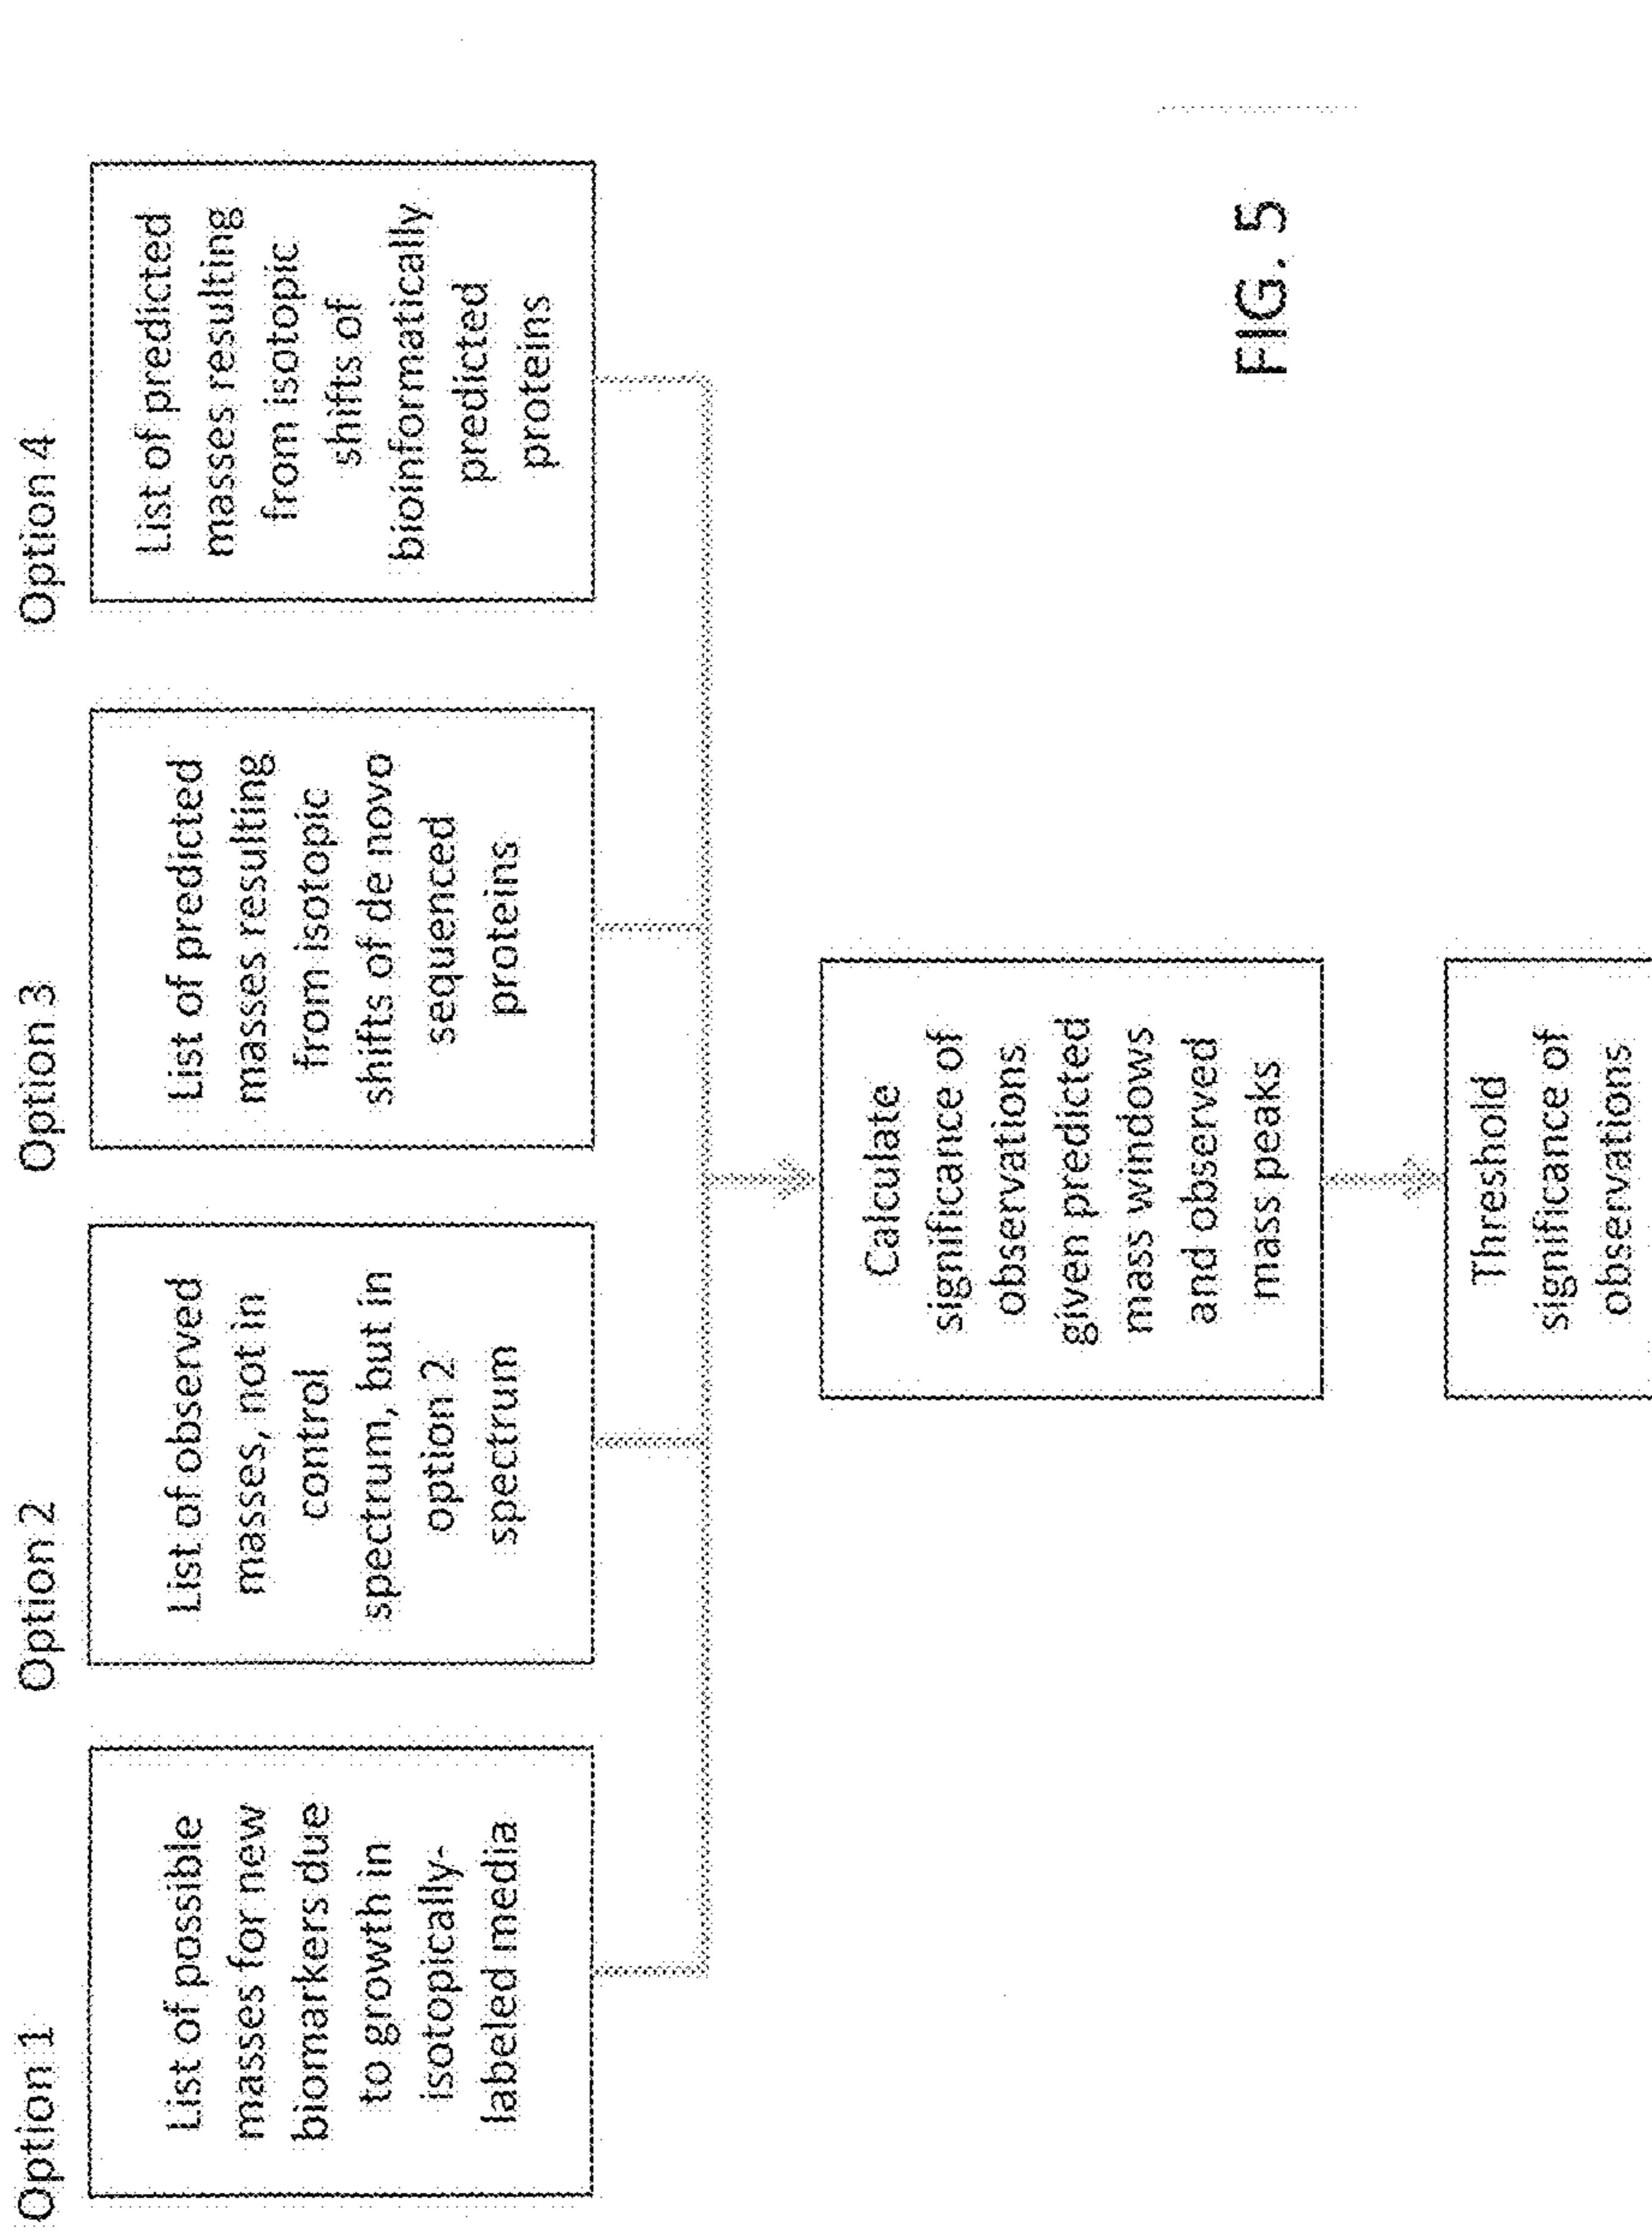 Option 1
List of possible
masses for new
biomarkers due
to growth in
isotopically-
labeled media
Option 2
List of observed
masses, not in
control
spectrum, but in
option 2
spectrum
Option 3
List of predicted
masses resulting
from isotopic
shifts of de novo
sequenced
proteins
Option 4
List of predicted
masses resulting
from isotopic
shifts of
bioinformatically
predicted
proteins
Calculate
significance of
observations
given predicted
mass windows
and observed
mass peaks
Threshold
significance of
observations
FIG. 5